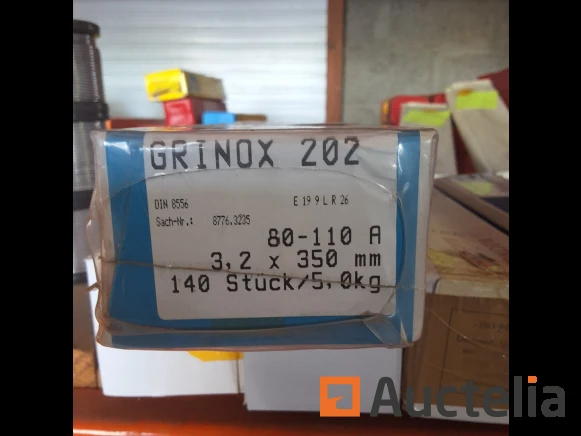 GRINOX 202
DIN 8556 E 19 9 L R 26
Sach-Nr.: 8776.3235
80-110 A
3,2 x 350 mm
140 Stück/5,0kg
Auctelia